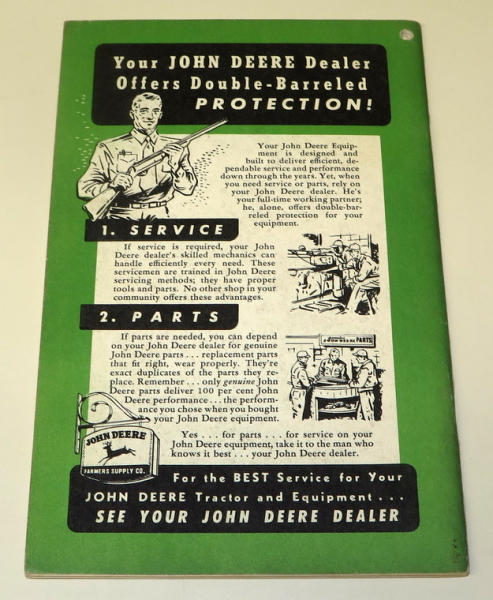 Your JOHN DEERE Dealer
Offers Double-Barreled
PROTECTION!
Your John Deere Equip-
ment is designed and
built to deliver efficient, de-
pendable service and performance
down through the years. Yet, when
you need service or parts, rely on
your John Deere dealer. He's
your full-time working partner;
he, alone, offers double-bar-
reled protection for your
equipment.
1. SERVICE
If service is required, your John
Deere dealer's skilled mechanics can
handle efficiently every need. These
servicemen are trained in John Deere
servicing methods; they have proper
tools and parts. No other shop in your
community offers these advantages.
2. PARTS
If parts are needed, you can depend
on your John Deere dealer for genuine
John Deere parts . . . replacement parts
that fit right, wear properly. They're
exact duplicates of the parts they re-
place. Remember . . . only genuine John
Deere parts deliver 100 per cent John
Deere performance . . . the perform-
ance you chose when you bought
your John Deere equipment.
JOHN DEERE PARTS
Yes . . . for parts . . . for service on your
John Deere equipment, take it to the man who
knows it best . . . your John Deere dealer.
JOHN DEERE
FARMERS SUPPLY CO.
For the BEST Service for Your
JOHN DEERE Tractor and Equipment . . .
SEE YOUR JOHN DEERE DEALER